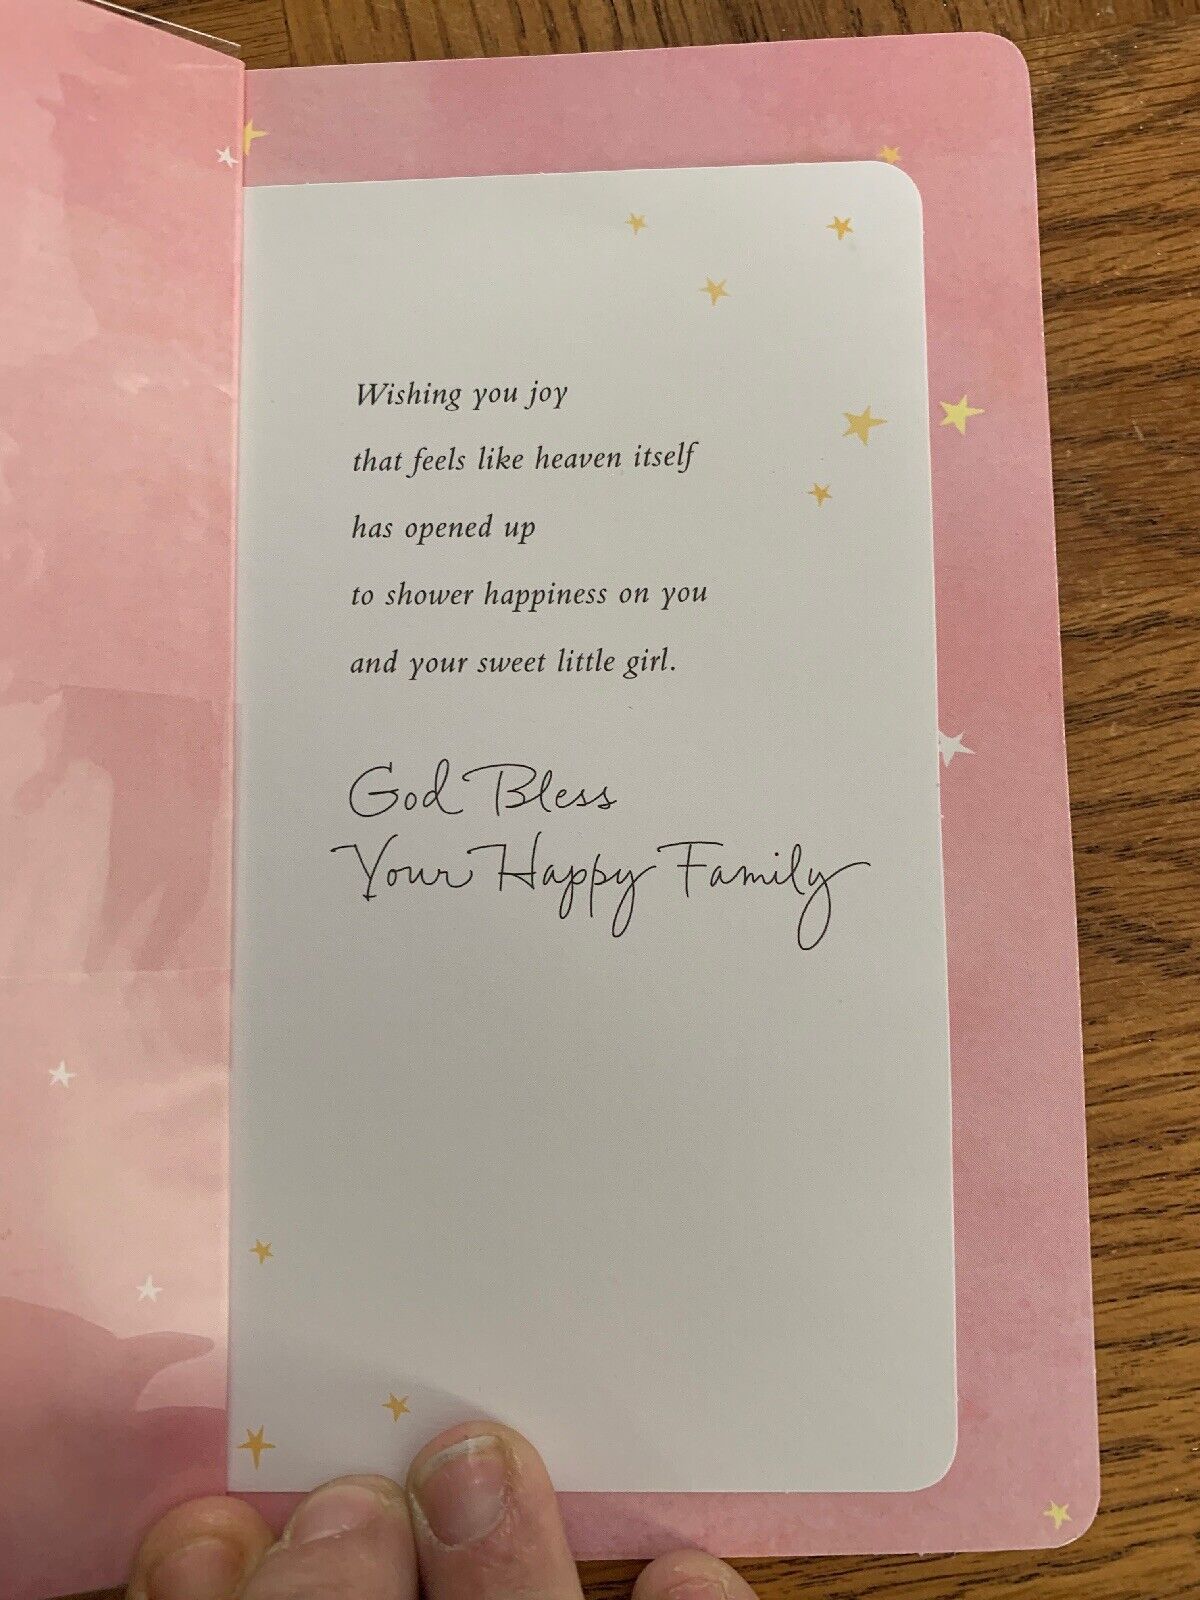 Wishing you joy
that feels like heaven itself
has opened up
to shower happiness on you
and your sweet little girl.
God Bless
Your Happy Family